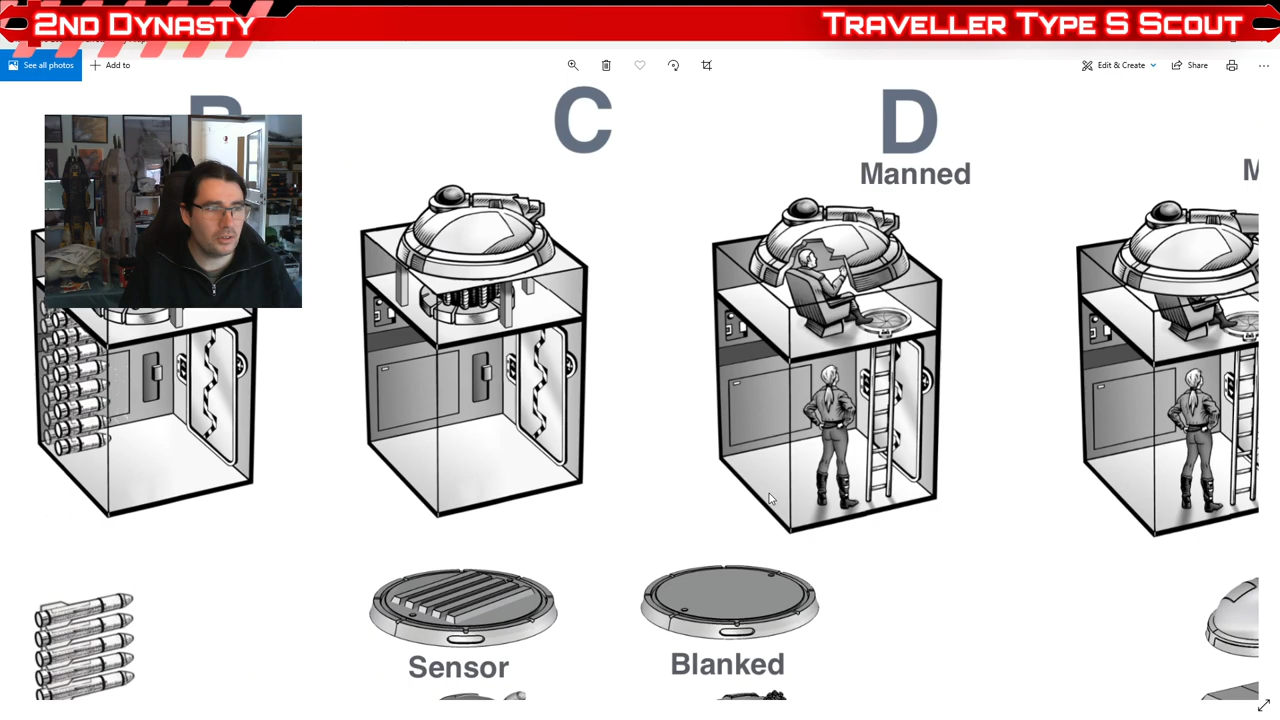 2nd Dynasty
Traveller Type S Scout
See all photos
Add to
Edit & Create
Share
C
D
Manned
Sensor
Blanked